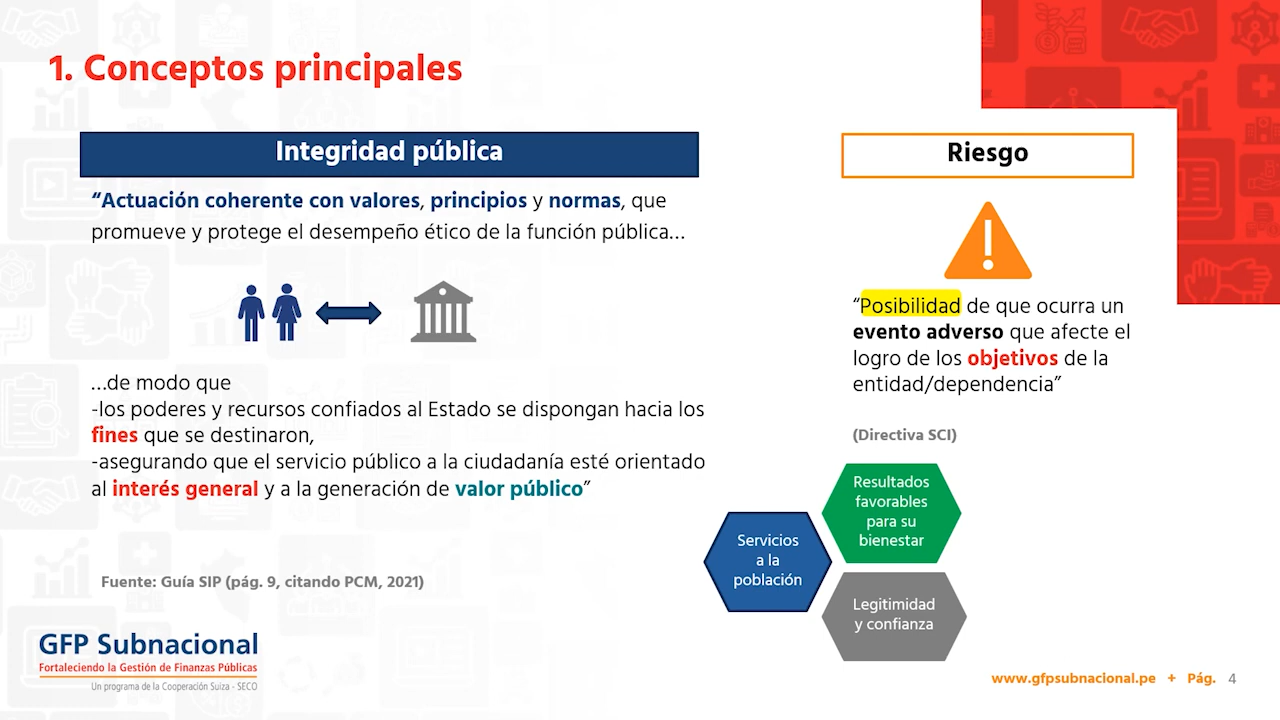 1. Conceptos principales
Integridad pública
“Actuación coherente con valores, principios y normas, que
promueve y protege el desempeño ético de la función pública…
…de modo que
-los poderes y recursos confiados al Estado se dispongan hacia los
fines que se destinaron,
-asegurando que el servicio público a la ciudadanía esté orientado
al interés general y a la generación de valor público”
Fuente: Guía SIP (pág. 9, citando PCM, 2021)
Riesgo
“Posibilidad de que ocurra un
evento adverso que afecte el
logro de los objetivos de la
entidad/dependencia”
(Directiva SCI)
Resultados
favorables
para su
bienestar
Servicios
a la
población
Legitimidad
y confianza
GFP Subnacional
Fortaleciendo la Gestión de Finanzas Públicas
Un programa de la Cooperación Suiza - SECO
www.gfpsubnacional.pe + Pág. 4